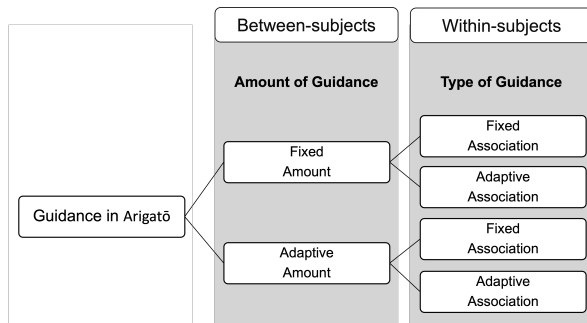 Between-subjects
Within-subjects
Amount of Guidance
Type of Guidance
Guidance in Arigatō
Fixed
Amount
Adaptive
Amount
Fixed
Association
Adaptive
Association
Fixed
Association
Adaptive
Association